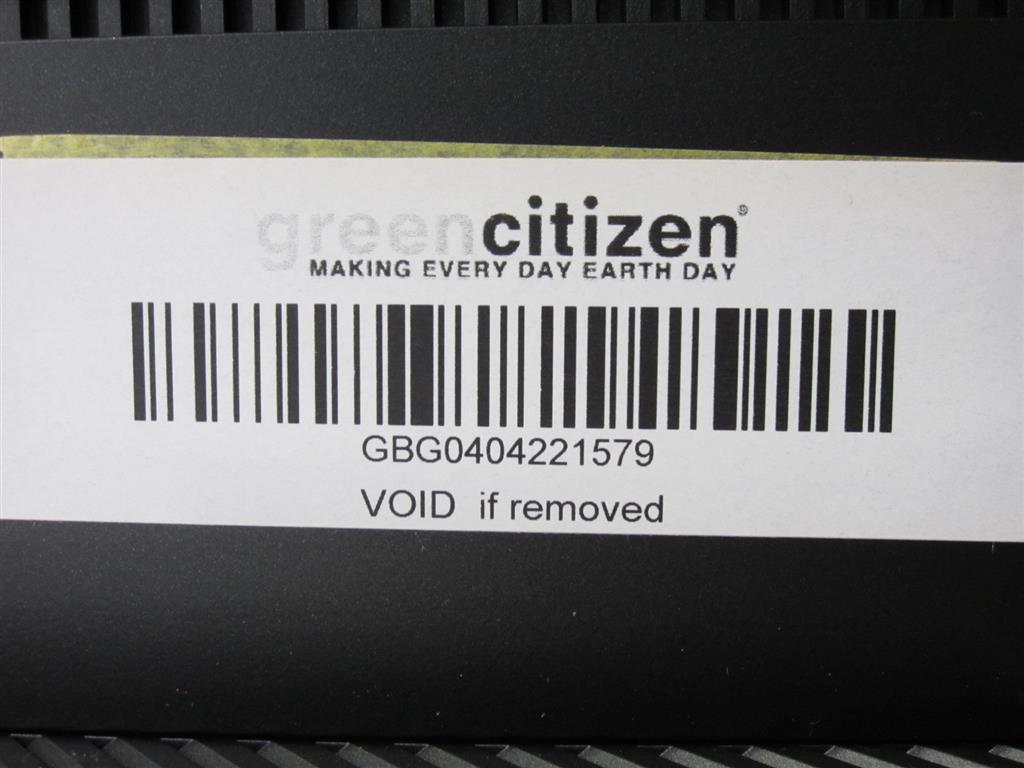 greencitizen®
MAKING EVERY DAY EARTH DAY
GBG0404221579
VOID if removed